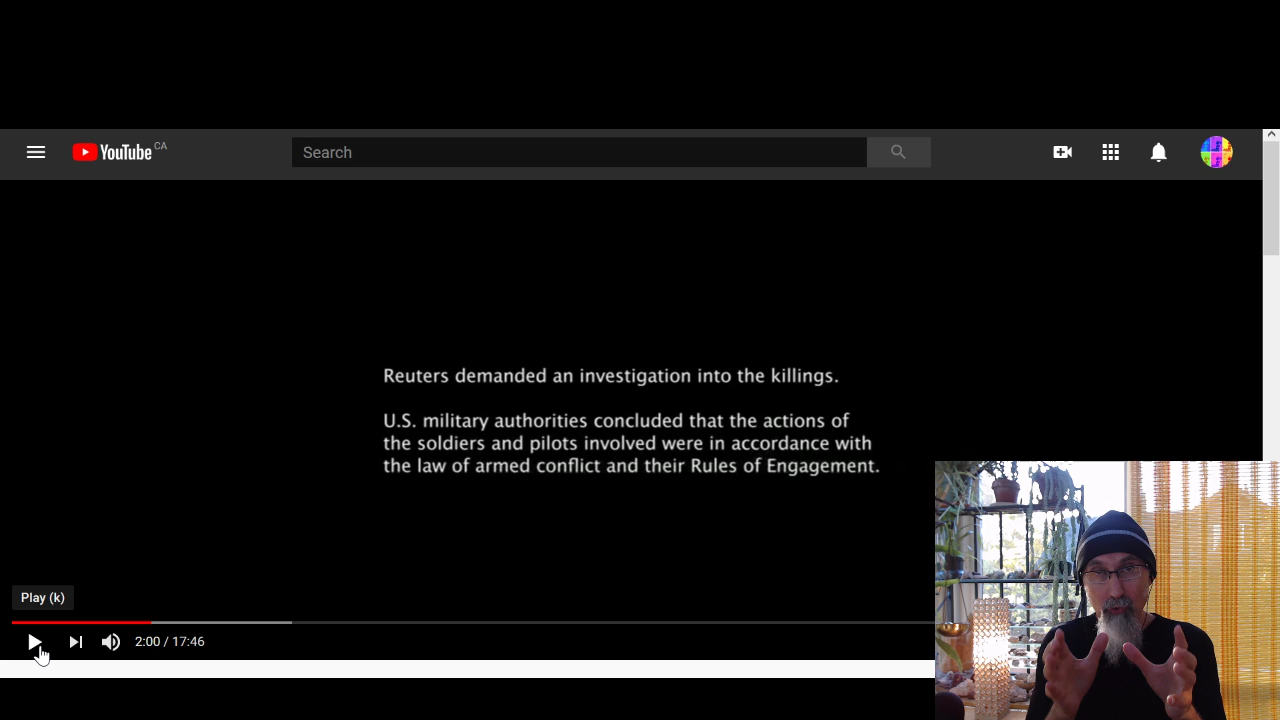 YouTube CA
Search
Reuters demanded an investigation into the killings.
U.S. military authorities concluded that the actions of
the soldiers and pilots involved were in accordance with
the law of armed conflict and their Rules of Engagement.
Play (k)
2:00 / 17:46